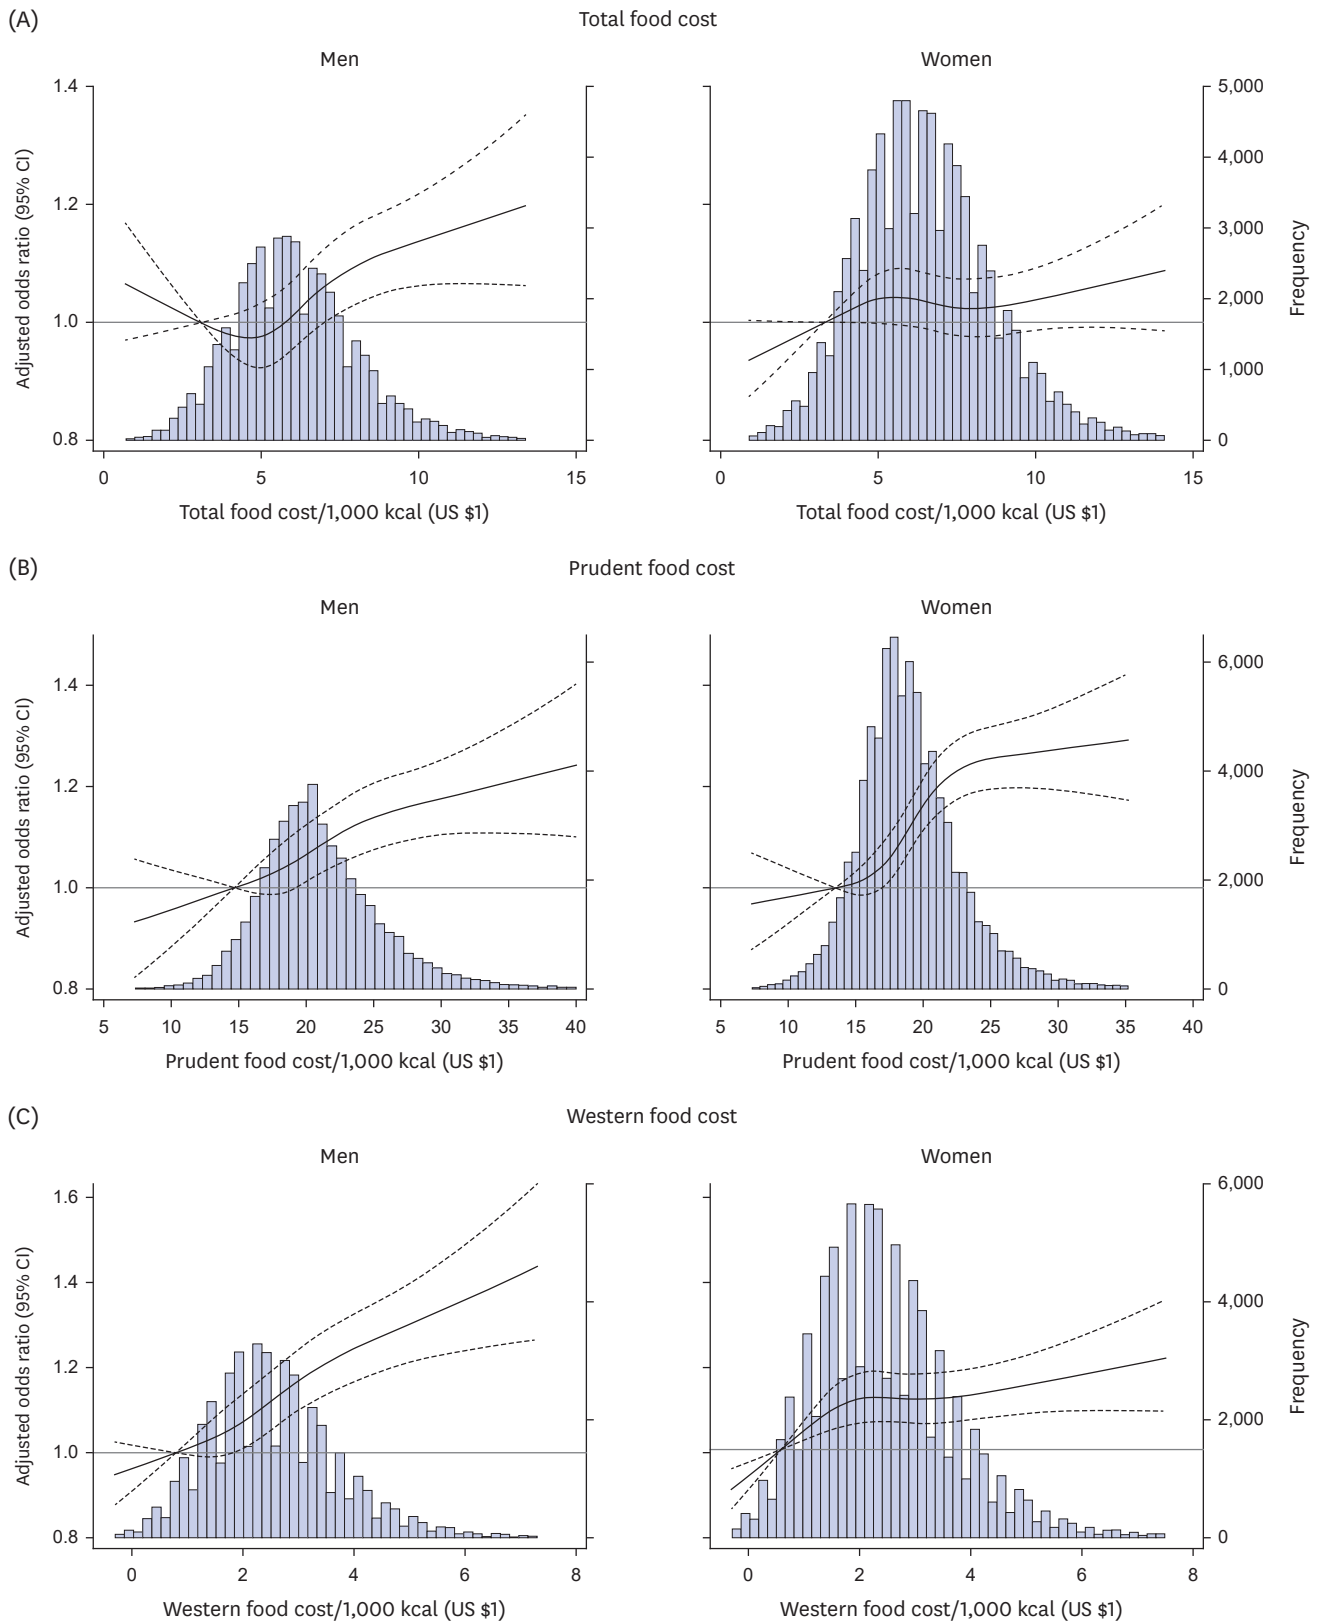 (A)
Total food cost
Men
Women
Adjusted odds ratio (95% CI)
1.4
1.2
1.0
0.8
5,000
4,000
3,000
2,000
1,000
0
Frequency
0 5 10 15
0 5 10 15
Total food cost/1,000 kcal (US $1)
Total food cost/1,000 kcal (US $1)
(B)
Prudent food cost
Men
Women
Adjusted odds ratio (95% CI)
1.4
1.2
1.0
0.8
6,000
4,000
2,000
0
Frequency
5 10 15 20 25 30 35 40
5 10 15 20 25 30 35 40
Prudent food cost/1,000 kcal (US $1)
Prudent food cost/1,000 kcal (US $1)
(C)
Western food cost
Men
Women
Adjusted odds ratio (95% CI)
1.6
1.4
1.2
1.0
0.8
6,000
4,000
2,000
0
Frequency
0 2 4 6 8
0 2 4 6 8
Western food cost/1,000 kcal (US $1)
Western food cost/1,000 kcal (US $1)